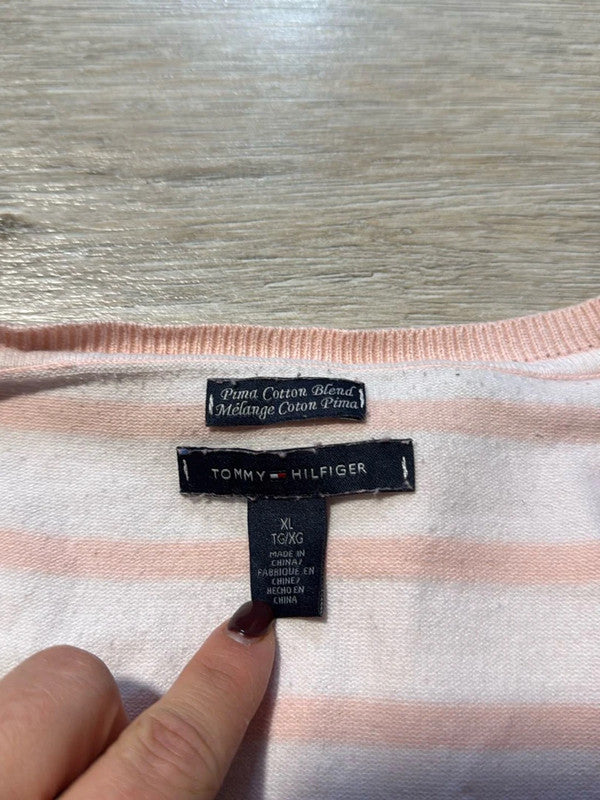 Pima Cotton Blend
Mélange Coton Pima
TOMMY HILFIGER
XL
TG/XG
MADE IN
CHINA/
FABRIQUE EN
CHINE/
HECHO EN
CHINA